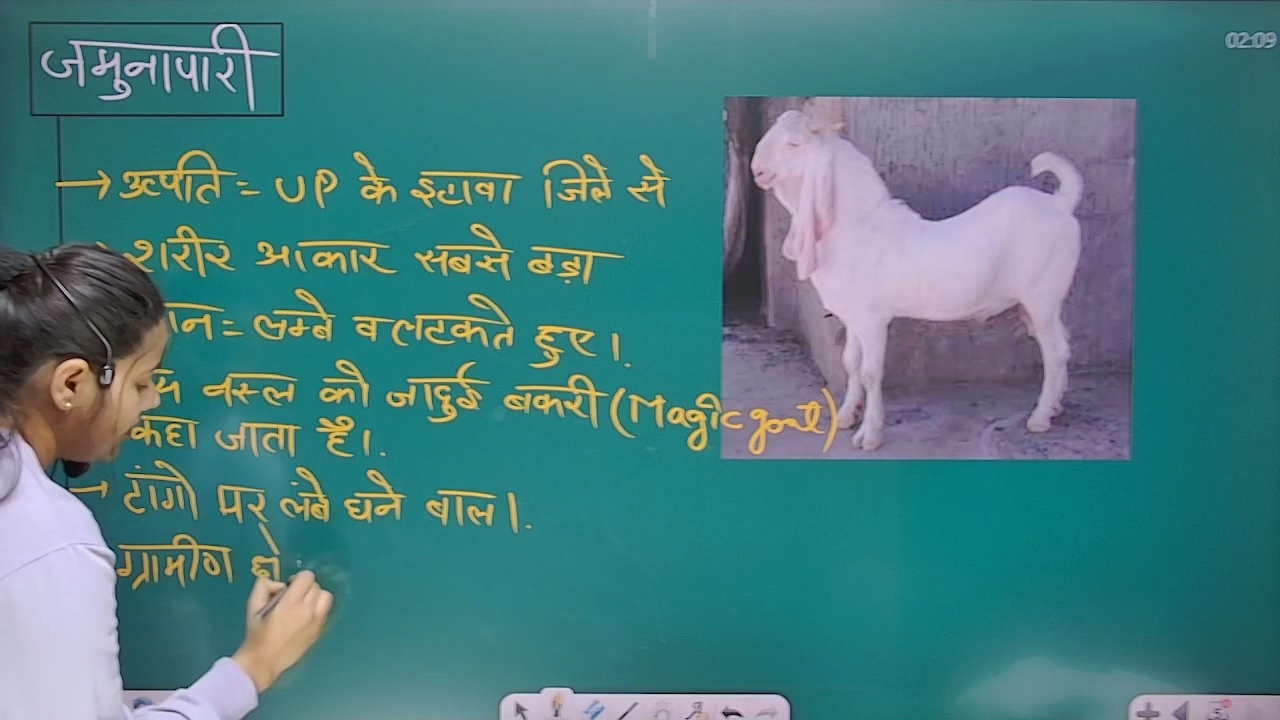 जमुनापारी
02:09
→ उत्पति = UP के इटावा जिले से
शरीर आकार सबसे बड़ा
= लम्बे व लटकते हुए।
नस्ल को जादुई बकरी (Magic goat)
कहा जाता है।
→ टांगो पर लंबे घने बाल।
ग्रामीण